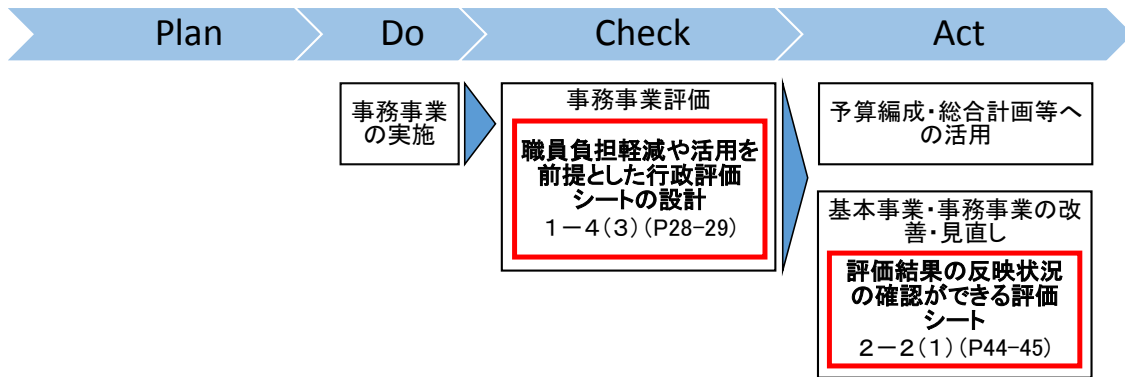 Plan
Do
Check
Act
事務事業
の実施
事務事業評価
職員負担軽減や活用を
前提とした行政評価
シートの設計
1-4(3)(P28-29)
予算編成・総合計画等へ
の活用
基本事業・事務事業の改
善・見直し
評価結果の反映状況
の確認ができる評価
シート
2-2(1)(P44-45)